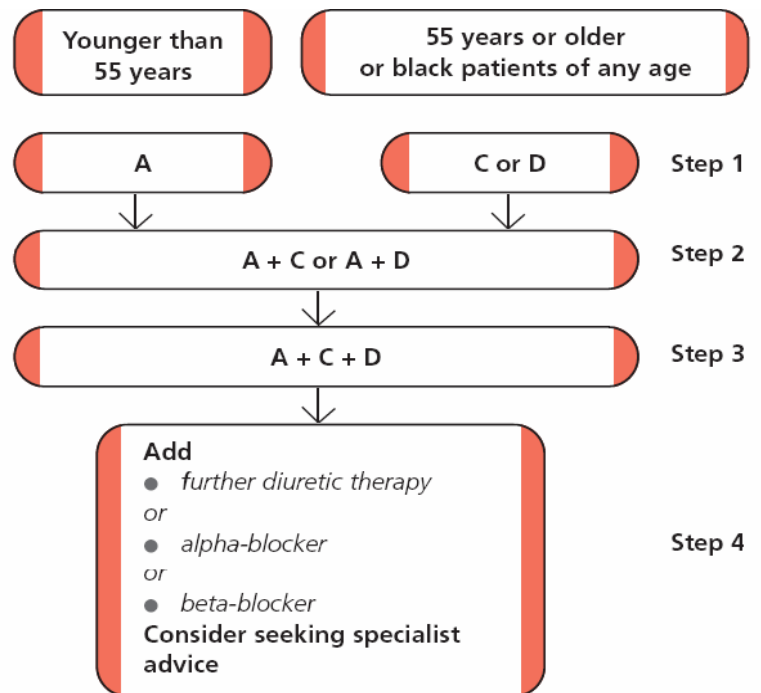 Younger than
55 years
55 years or older
or black patients of any age
A
C or D
Step 1
A + C or A + D
Step 2
A + C + D
Step 3
Add
● further diuretic therapy
or
● alpha-blocker
or
● beta-blocker
Consider seeking specialist
advice
Step 4